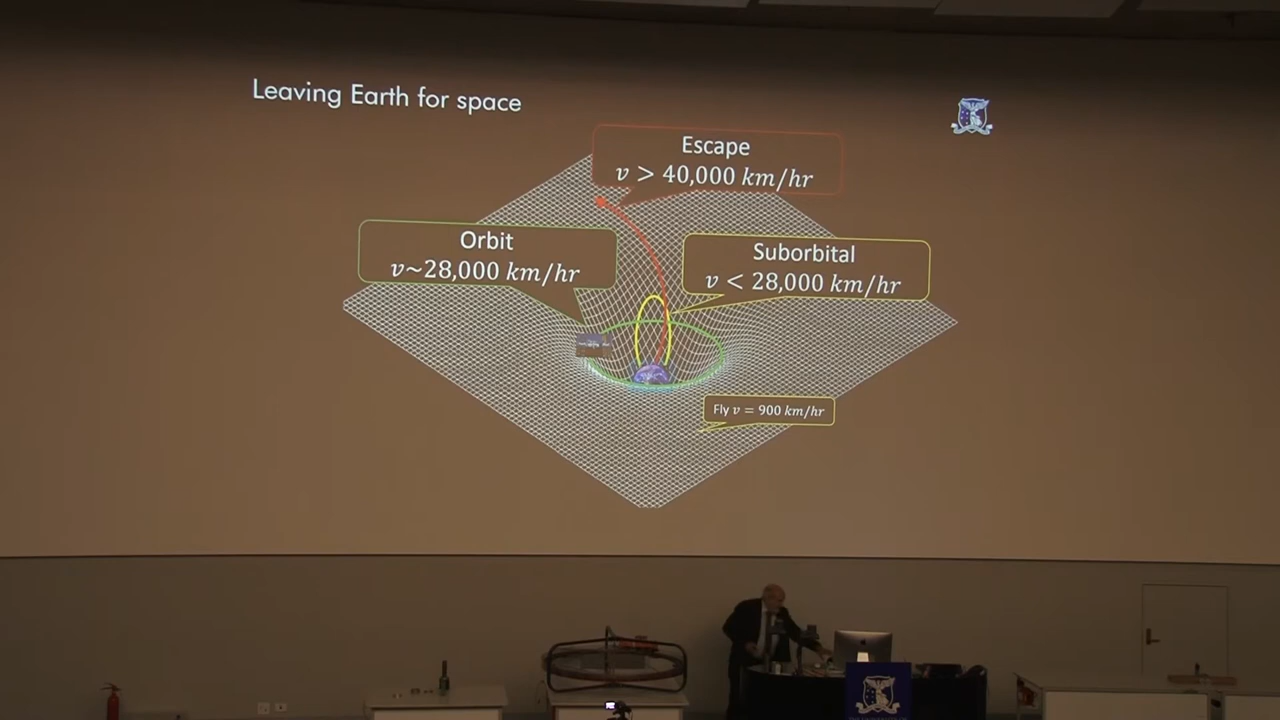 Leaving Earth for space
Escape
v > 40,000 km/hr
Orbit
v~28,000 km/hr
Suborbital
v < 28,000 km/hr
Fly v = 900 km/hr